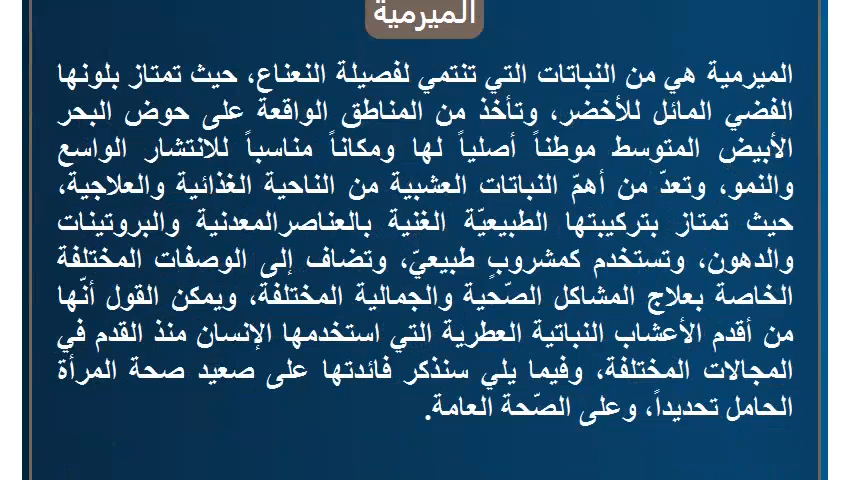 الميرمية
الميرمية هي من النباتات التي تنتمي لفصيلة النعناع، حيث تمتاز بلونها
الفضي المائل للأخضر، وتأخذ من المناطق الواقعة على حوض البحر
الأبيض المتوسط موطناً أصلياً لها ومكاناً مناسباً للانتشار الواسع
والنمو، وتعدّ من أهمّ النباتات العشبية من الناحية الغذائية والعلاجية،
حيث تمتاز بتركيبتها الطبيعيّة الغنية بالعناصرالمعدنية والبروتينات
والدهون، وتستخدم كمشروبٍ طبيعيّ، وتضاف إلى الوصفات المختلفة
الخاصة بعلاج المشاكل الصّحية والجمالية المختلفة، ويمكن القول أنّها
من أقدم الأعشاب النباتية العطرية التي استخدمها الإنسان منذ القدم في
المجالات المختلفة، وفيما يلي سنذكر فائدتها على صعيد صحة المرأة
الحامل تحديداً، وعلى الصّحة العامة.